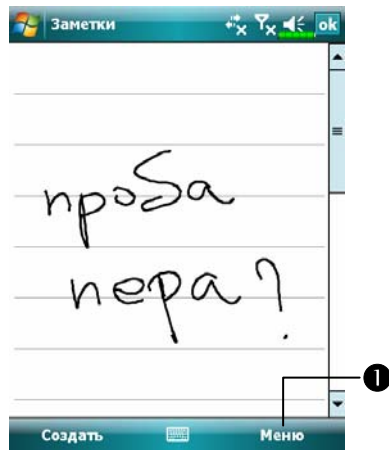 Заметки
ok
проба
пера?
1
Создать
Меню